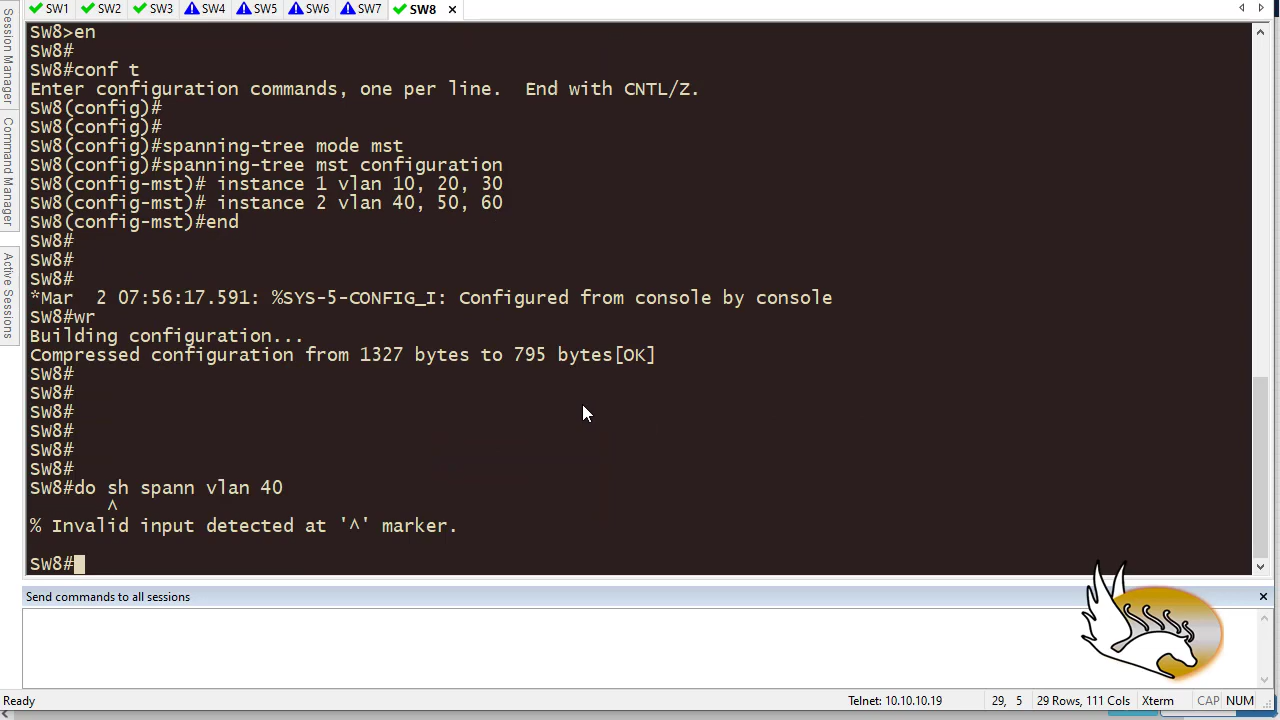 SW1 SW2 SW3 SW4 SW5 SW6 SW7 SW8
Session Manager
Command Manager
Active Sessions
SW8>en
SW8#
SW8#conf t
Enter configuration commands, one per line.  End with CNTL/Z.
SW8(config)#
SW8(config)#
SW8(config)#spanning-tree mode mst
SW8(config)#spanning-tree mst configuration
SW8(config-mst)# instance 1 vlan 10, 20, 30
SW8(config-mst)# instance 2 vlan 40, 50, 60
SW8(config-mst)#end
SW8#
SW8#
SW8#
*Mar  2 07:56:17.591: %SYS-5-CONFIG_I: Configured from console by console
SW8#wr
Building configuration...
Compressed configuration from 1327 bytes to 795 bytes[OK]
SW8#
SW8#
SW8#
SW8#
SW8#
SW8#
SW8#do sh spann vlan 40
^
% Invalid input detected at '^' marker.
SW8#
Send commands to all sessions
Ready Telnet: 10.10.10.19 29, 5 29 Rows, 111 Cols Xterm CAP NUM